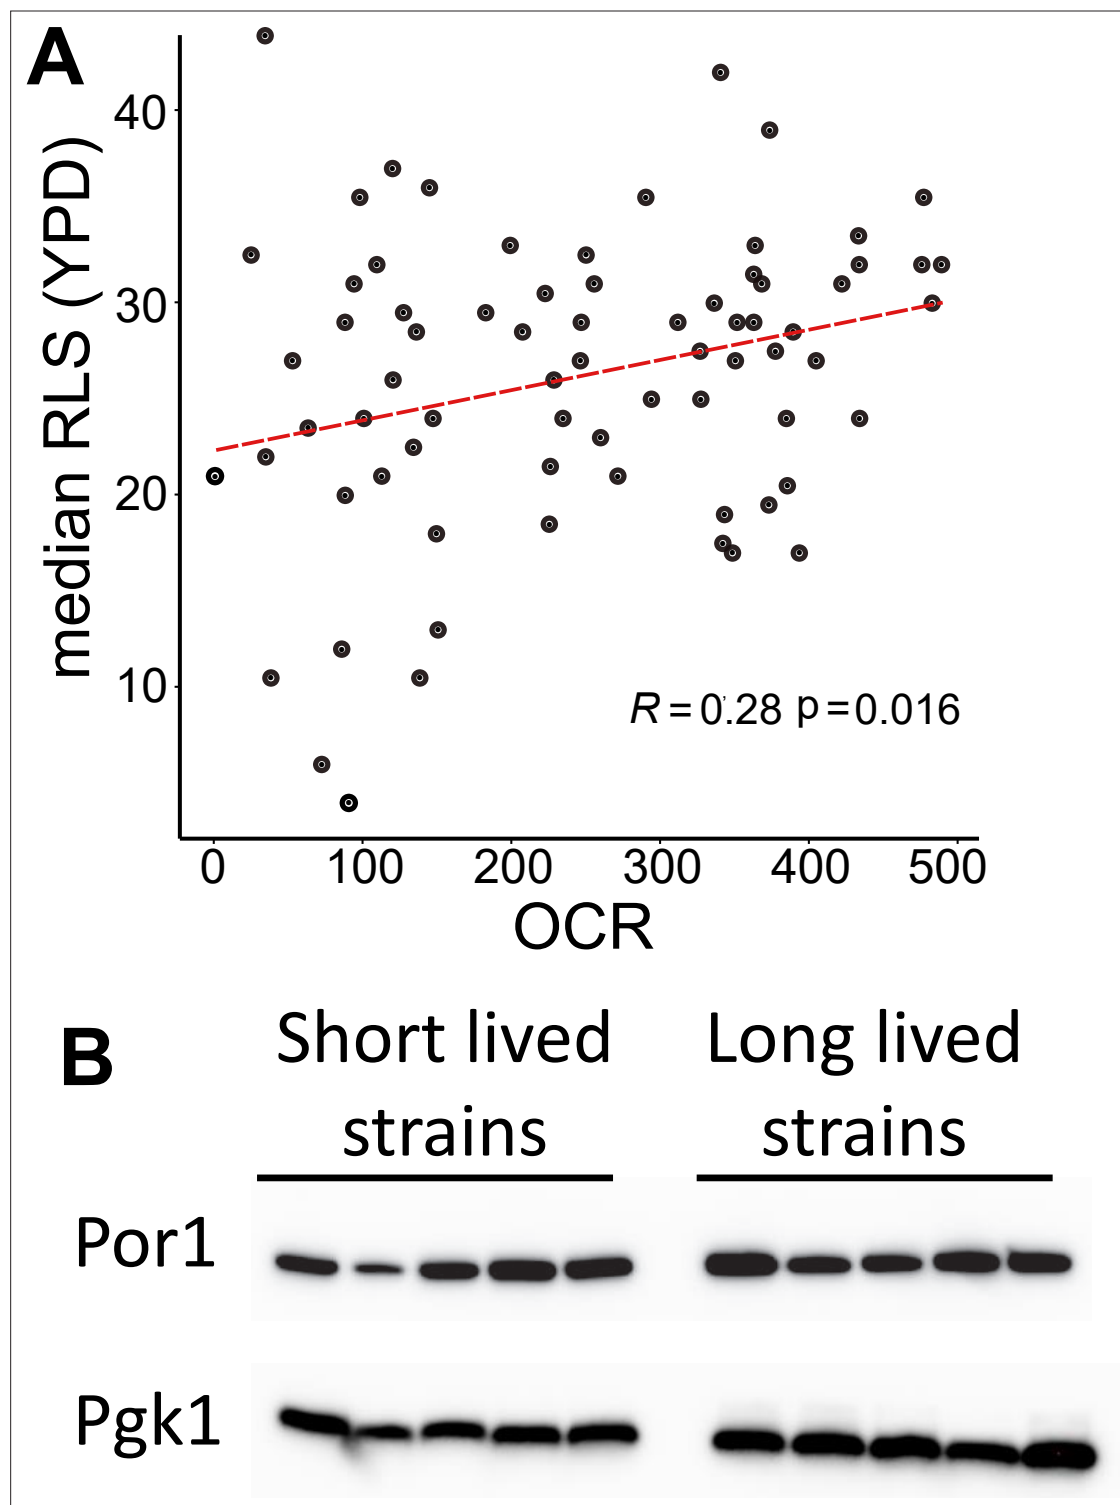 A
median RLS (YPD)
40
30
20
10
R = 0.28 p = 0.016
0 100 200 300 400 500
OCR
B
Short lived strains
Long lived strains
Por1
Pgk1